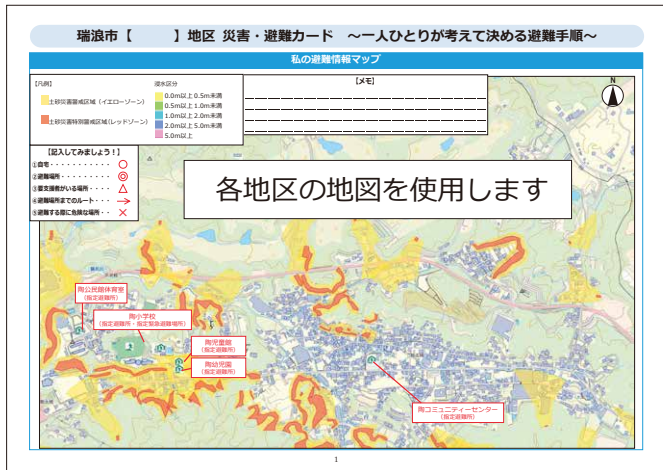 瑞浪市【　　　】地区 災害・避難カード　～一人ひとりが考えて決める避難手順～
私の避難情報マップ
【凡例】
土砂災害警戒区域（イエローゾーン）
土砂災害特別警戒区域（レッドゾーン）
浸水区分
0.0m以上 0.5m未満
0.5m以上 1.0m未満
1.0m以上 2.0m未満
2.0m以上 5.0m未満
5.0m以上
【メモ】
N
【記入してみましょう！】
①自宅・・・・・・・・・・・ ○
②避難場所・・・・・・・・・ ◎
③要支援者がいる場所・・・・ △
④避難場所までのルート・・・ →
⑤避難する際に危険な場所・・ ×
各地区の地図を使用します
陶公民館体育室
（指定避難所）
陶小学校
（指定避難所・指定緊急避難場所）
陶児童館
（指定避難所）
陶幼児園
（指定避難所）
陶コミュニティーセンター
（指定避難所）
1